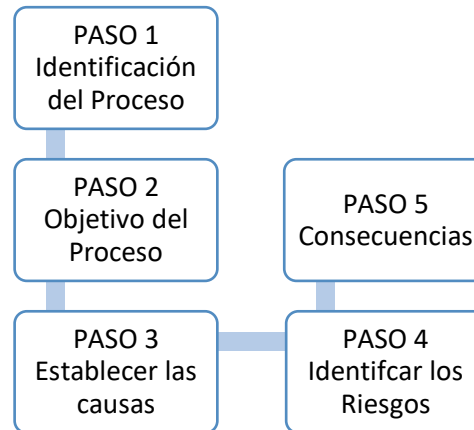 PASO 1
Identificación
del Proceso
PASO 2
Objetivo del
Proceso
PASO 3
Establecer las
causas
PASO 4
Identifcar los
Riesgos
PASO 5
Consecuencias